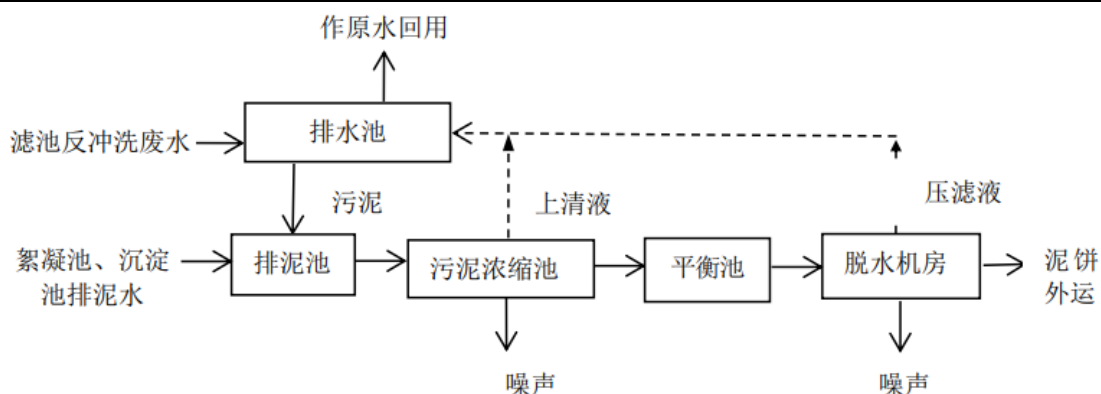 作原水回用
滤池反冲洗废水
排水池
污泥
上清液
压滤液
絮凝池、沉淀
池排泥水
排泥池
污泥浓缩池
平衡池
脱水机房
泥饼
外运
噪声
噪声